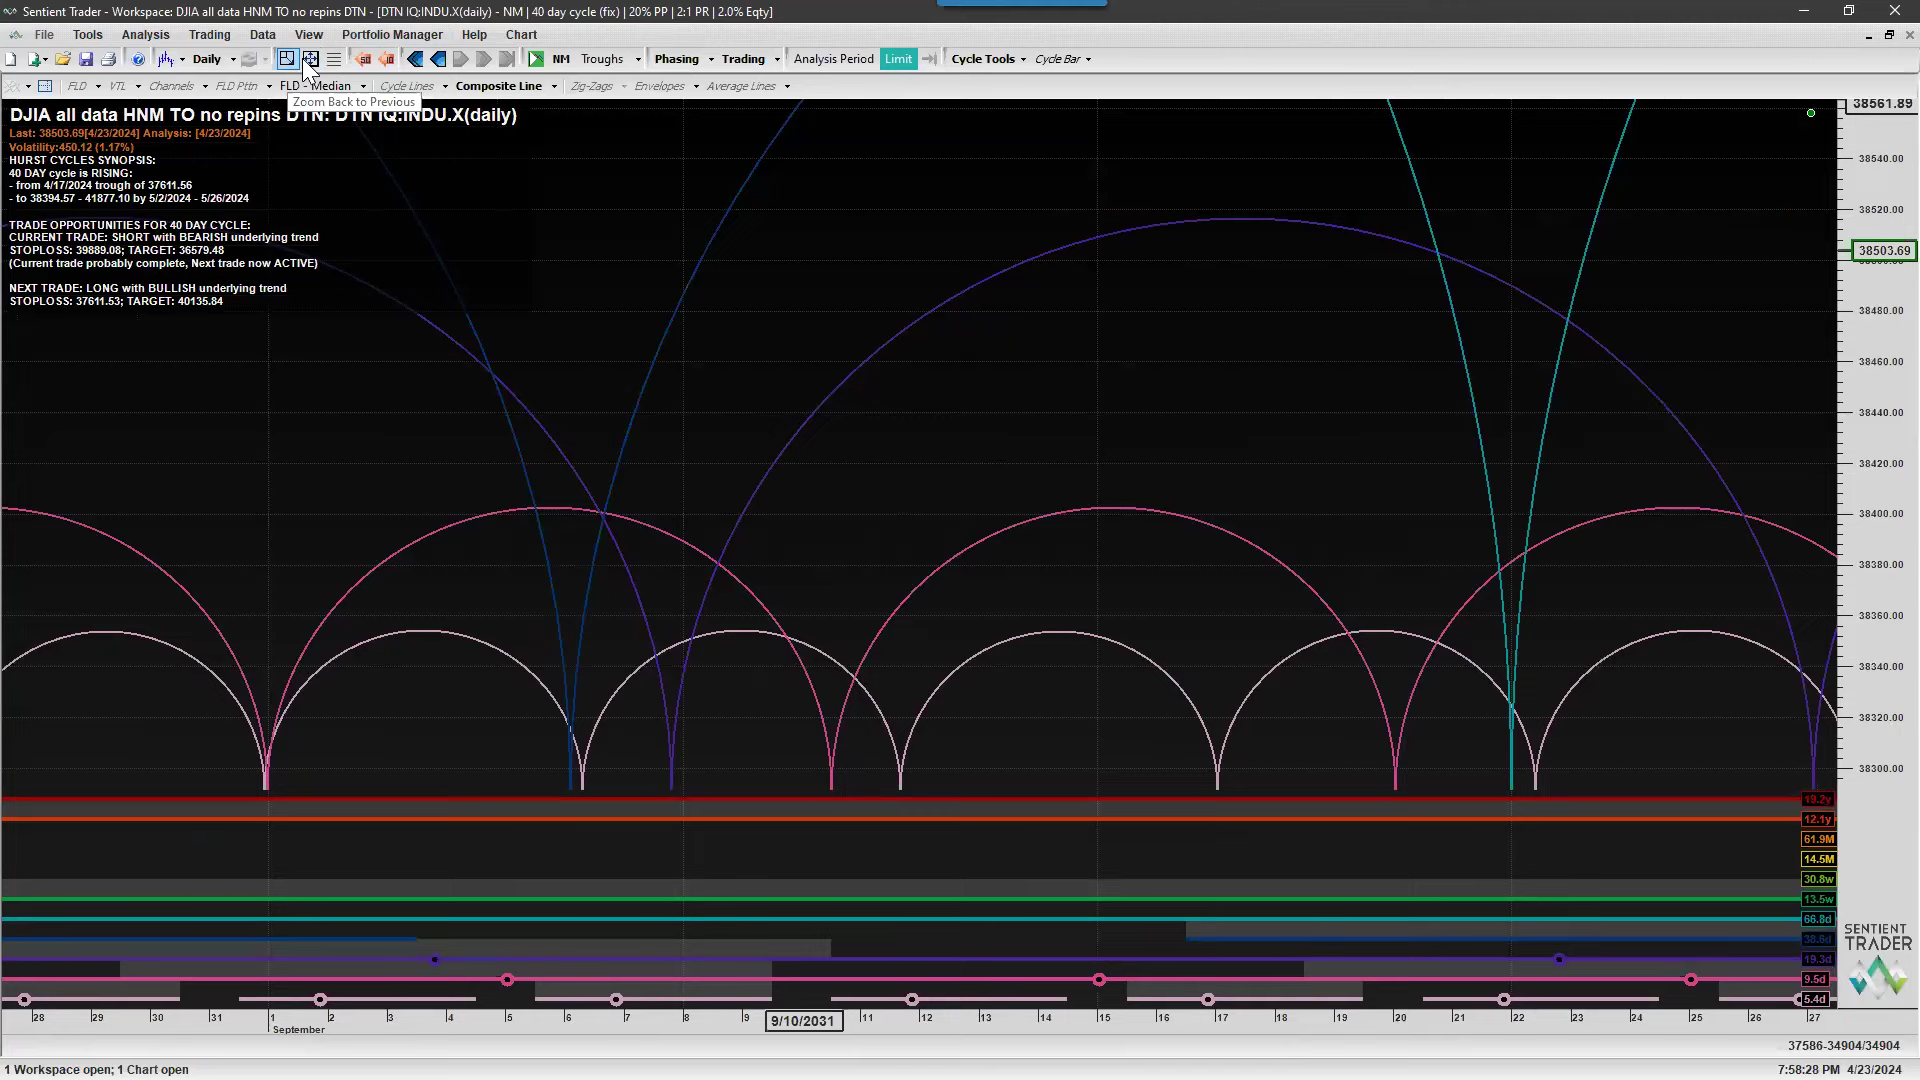 Sentient Trader - Workspace: DJIA all data HNM TO no repins DTN - [DTN IQ:INDU.X(daily) - NM | 40 day cycle (fix) | 20% PP | 2:1 PR | 2.0% Eqty]
File Tools Analysis Trading Data View Portfolio Manager Help Chart
Daily NM Troughs Phasing Trading Analysis Period Limit Cycle Tools Cycle Bar
FLD VTL Channels FLD Pttn FLD - Median Cycle Lines Composite Line Zig-Zags Envelopes Average Lines
Zoom Back to Previous
DJIA all data HNM TO no repins DTN: DTN IQ:INDU.X(daily)
Last: 38503.69[4/23/2024] Analysis: [4/23/2024]
Volatility:450.12 (1.17%)
HURST CYCLES SYNOPSIS:
40 DAY cycle is RISING:
- from 4/17/2024 trough of 37611.56
- to 38394.57 - 41877.10 by 5/2/2024 - 5/26/2024
TRADE OPPORTUNITIES FOR 40 DAY CYCLE:
CURRENT TRADE: SHORT with BEARISH underlying trend
STOPLOSS: 39889.08; TARGET: 36579.48
(Current trade probably complete, Next trade now ACTIVE)
NEXT TRADE: LONG with BULLISH underlying trend
STOPLOSS: 37611.53; TARGET: 40135.84
38561.89
38540.00
38520.00
38503.69
38480.00
38460.00
38440.00
38420.00
38400.00
38380.00
38360.00
38340.00
38320.00
38300.00
19.2y
12.1y
61.9M
14.5M
30.8w
13.5w
66.8d
38.6d
19.3d
9.5d
5.4d
SENTIENT
TRADER
28 29 30 31 1 2 3 4 5 6 7 8 9 9/10/2031 11 12 13 14 15 16 17 18 19 20 21 22 23 24 25 26 27
September
37586-34904/34904
1 Workspace open; 1 Chart open
7:58:28 PM 4/23/2024